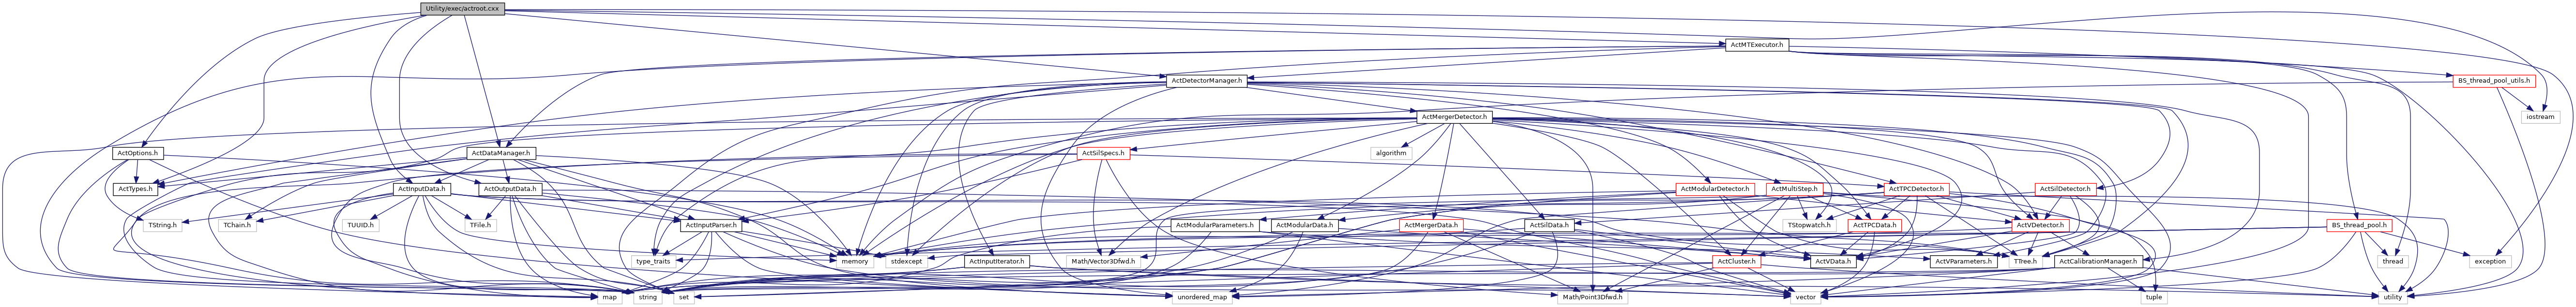 Utility/exec/actroot.cxx
ActMTExecutor.h
ActDetectorManager.h
BS_thread_pool_utils.h
ActMergerDetector.h
iostream
ActOptions.h
ActDataManager.h
ActSilSpecs.h
algorithm
ActTypes.h
ActInputData.h
ActOutputData.h
ActModularDetector.h
ActMultiStep.h
ActTPCDetector.h
ActSilDetector.h
TString.h
TUUID.h
TChain.h
TFile.h
ActInputParser.h
ActModularParameters.h
ActModularData.h
ActMergerData.h
ActSilData.h
TStopwatch.h
ActTPCData.h
ActVDetector.h
BS_thread_pool.h
type_traits
memory
stdexcept
ActInputIterator.h
Math/Vector3Dfwd.h
ActCluster.h
ActVData.h
ActVParameters.h
TTree.h
ActCalibrationManager.h
thread
exception
map
string
set
unordered_map
Math/Point3Dfwd.h
vector
tuple
utility